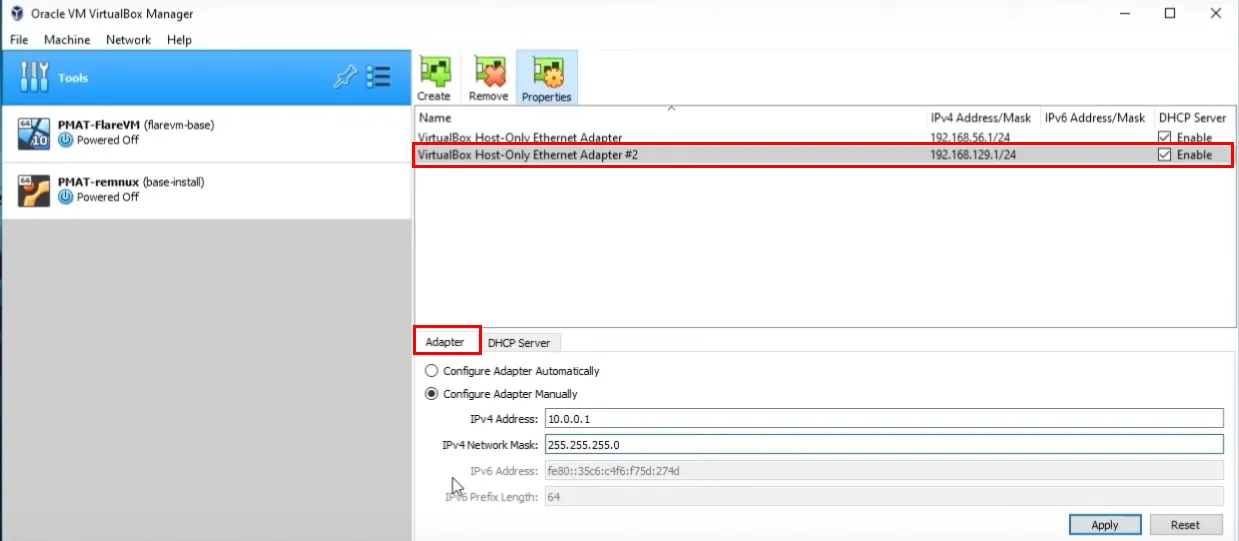 Oracle VM VirtualBox Manager
File Machine Network Help
Tools
Create Remove Properties
64 10 PMAT-FlareVM (flarevm-base)
Powered Off
64 PMAT-remnux (base-install)
Powered Off
Name IPv4 Address/Mask IPv6 Address/Mask DHCP Server
VirtualBox Host-Only Ethernet Adapter 192.168.56.1/24 Enable
VirtualBox Host-Only Ethernet Adapter #2 192.168.129.1/24 Enable
Adapter DHCP Server
Configure Adapter Automatically
Configure Adapter Manually
IPv4 Address: 10.0.0.1
IPv4 Network Mask: 255.255.255.0
IPv6 Address: fe80::35c6:c4f6:f75d:274d
IPv6 Prefix Length: 64
Apply Reset